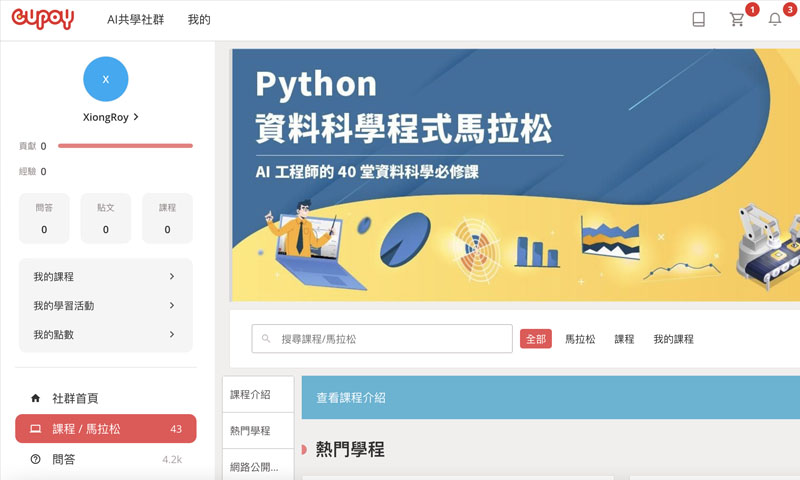 cupoy
AI共學社群
我的
1
3
X
XiongRoy
貢獻 0
經驗 0
問答
0
貼文
0
課程
0
我的課程
我的學習活動
我的點數
社群首頁
課程 / 馬拉松 43
問答 4.2k
Python
資料科學程式馬拉松
AI 工程師的 40 堂資料科學必修課
搜尋課程/馬拉松
全部
馬拉松
課程
我的課程
課程介紹
熱門學程
網路公開...
查看課程介紹
熱門學程